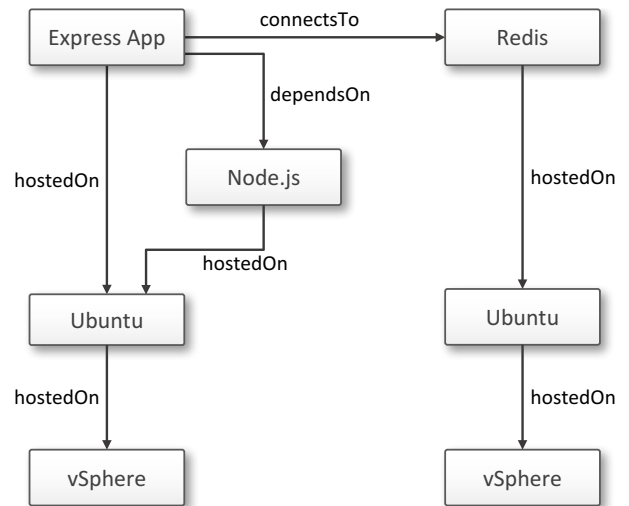 connectsTo
Express App
Redis
dependsOn
hostedOn
Node.js
hostedOn
hostedOn
Ubuntu
Ubuntu
hostedOn
hostedOn
vSphere
vSphere